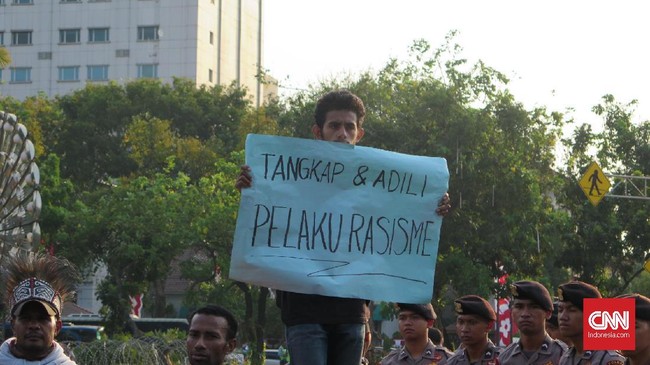 TANGKAP & ADILI
PELAKU RASISME
CNN
Indonesia.com